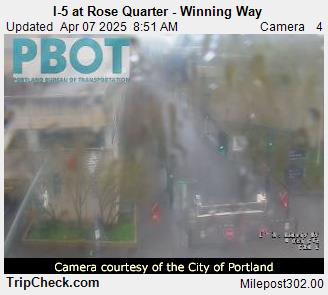 I-5 at Rose Quarter - Winning Way
Updated Apr 07 2025 8:51 AM Camera 4
PBOT
PORTLAND BUREAU OF TRANSPORTATION
Camera courtesy of the City of Portland
TripCheck.com Milepost302.00